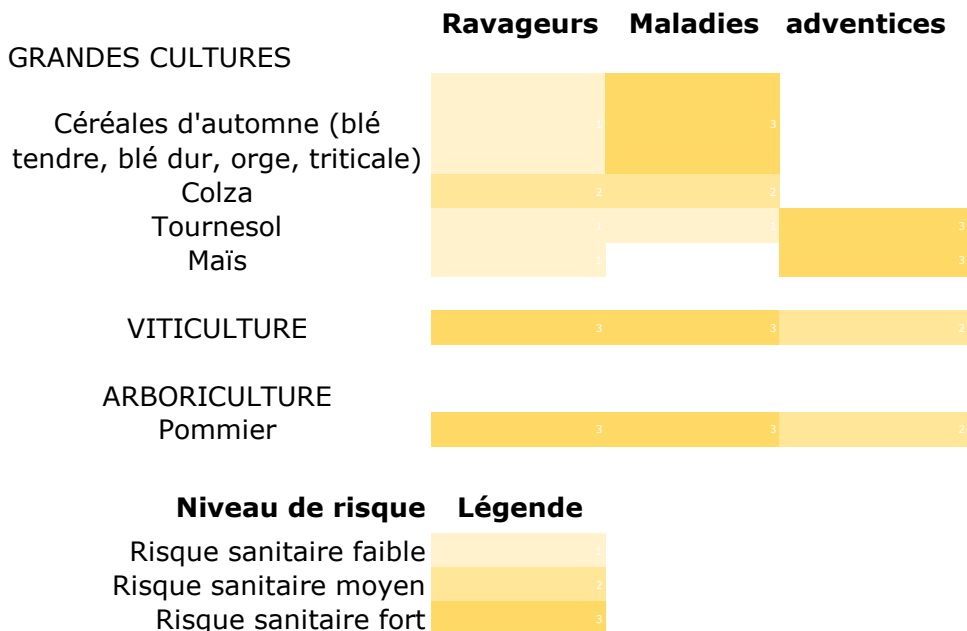 Ravageurs Maladies adventices
GRANDES CULTURES
Céréales d'automne (blé
tendre, blé dur, orge, triticale) 1 3
Colza 2 2
Tournesol 1 1 3
Maïs 1 3
VITICULTURE 3 3 2
ARBORICULTURE
Pommier 3 3 2
Niveau de risque Légende
Risque sanitaire faible 1
Risque sanitaire moyen 2
Risque sanitaire fort 3